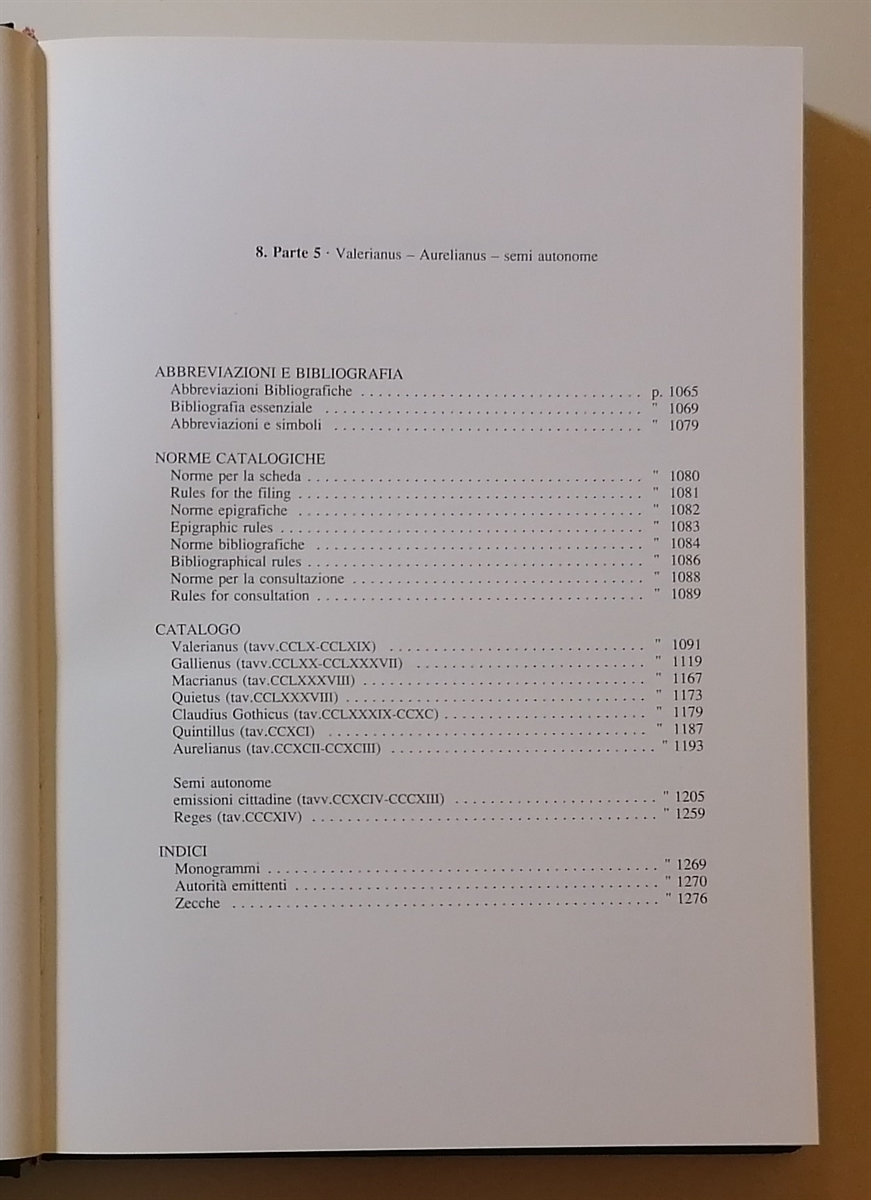 8. Parte 5 · Valerianus – Aurelianus – semi autonome
ABBREVIAZIONI E BIBLIOGRAFIA
Abbreviazioni Bibliografiche . . . . . . . . . . . . . . . . . . . . . . . . . . . . . . . . p. 1065
Bibliografia essenziale . . . . . . . . . . . . . . . . . . . . . . . . . . . . . . . . . . . . " 1069
Abbreviazioni e simboli . . . . . . . . . . . . . . . . . . . . . . . . . . . . . . . . . . . " 1079
NORME CATALOGICHE
Norme per la scheda . . . . . . . . . . . . . . . . . . . . . . . . . . . . . . . . . . . . . . " 1080
Rules for the filing . . . . . . . . . . . . . . . . . . . . . . . . . . . . . . . . . . . . . . . " 1081
Norme epigrafiche . . . . . . . . . . . . . . . . . . . . . . . . . . . . . . . . . . . . . . . " 1082
Epigraphic rules . . . . . . . . . . . . . . . . . . . . . . . . . . . . . . . . . . . . . . . . . " 1083
Norme bibliografiche . . . . . . . . . . . . . . . . . . . . . . . . . . . . . . . . . . . . . " 1084
Bibliographical rules . . . . . . . . . . . . . . . . . . . . . . . . . . . . . . . . . . . . . . " 1086
Norme per la consultazione . . . . . . . . . . . . . . . . . . . . . . . . . . . . . . . . . " 1088
Rules for consultation . . . . . . . . . . . . . . . . . . . . . . . . . . . . . . . . . . . . . " 1089
CATALOGO
Valerianus (tavv.CCLX-CCLXIX) . . . . . . . . . . . . . . . . . . . . . . . . . . . . . " 1091
Gallienus (tavv.CCLXX-CCLXXXVII) . . . . . . . . . . . . . . . . . . . . . . . . . . " 1119
Macrianus (tav.CCLXXXVIII) . . . . . . . . . . . . . . . . . . . . . . . . . . . . . . . . " 1167
Quietus (tav.CCLXXXVIII) . . . . . . . . . . . . . . . . . . . . . . . . . . . . . . . . . . " 1173
Claudius Gothicus (tav.CCLXXXIX-CCXC) . . . . . . . . . . . . . . . . . . . . . . . " 1179
Quintillus (tav.CCXCI) . . . . . . . . . . . . . . . . . . . . . . . . . . . . . . . . . . . . " 1187
Aurelianus (tav.CCXCII-CCXCIII) . . . . . . . . . . . . . . . . . . . . . . . . . . . . . . " 1193
Semi autonome
emissioni cittadine (tavv.CCXCIV-CCCXIII) . . . . . . . . . . . . . . . . . . . . . . . " 1205
Reges (tav.CCCXIV) . . . . . . . . . . . . . . . . . . . . . . . . . . . . . . . . . . . . . . . " 1259
INDICI
Monogrammi . . . . . . . . . . . . . . . . . . . . . . . . . . . . . . . . . . . . . . . . . . . . " 1269
Autorità emittenti . . . . . . . . . . . . . . . . . . . . . . . . . . . . . . . . . . . . . . . . . " 1270
Zecche . . . . . . . . . . . . . . . . . . . . . . . . . . . . . . . . . . . . . . . . . . . . . . . . " 1276